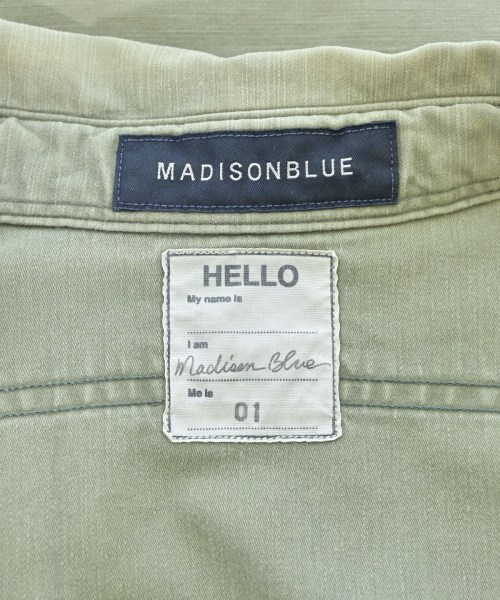 MADISONBLUE
HELLO
My name is
I am
Madison Blue
Me is
01